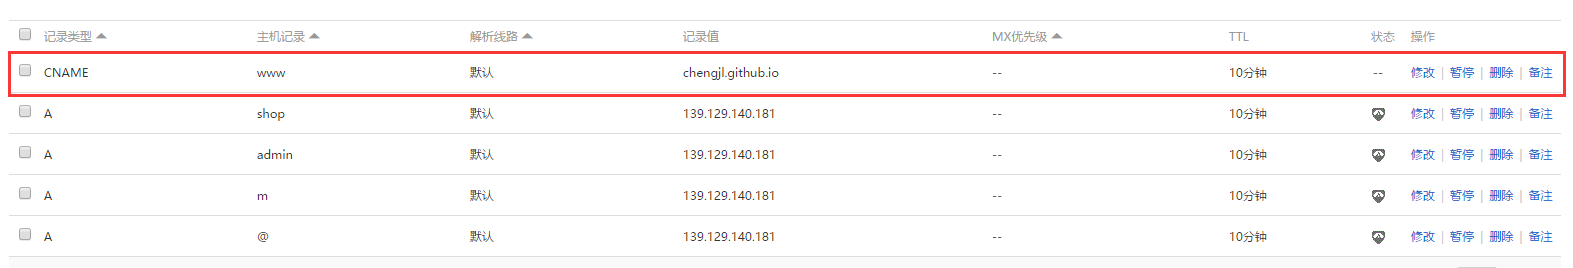 记录类型 主机记录 解析线路 记录值 MX优先级 TTL 状态 操作
CNAME www 默认 chengjl.github.io -- 10分钟 -- 修改 | 暂停 | 删除 | 备注
A shop 默认 139.129.140.181 -- 10分钟 修改 | 暂停 | 删除 | 备注
A admin 默认 139.129.140.181 -- 10分钟 修改 | 暂停 | 删除 | 备注
A m 默认 139.129.140.181 -- 10分钟 修改 | 暂停 | 删除 | 备注
A @ 默认 139.129.140.181 -- 10分钟 修改 | 暂停 | 删除 | 备注